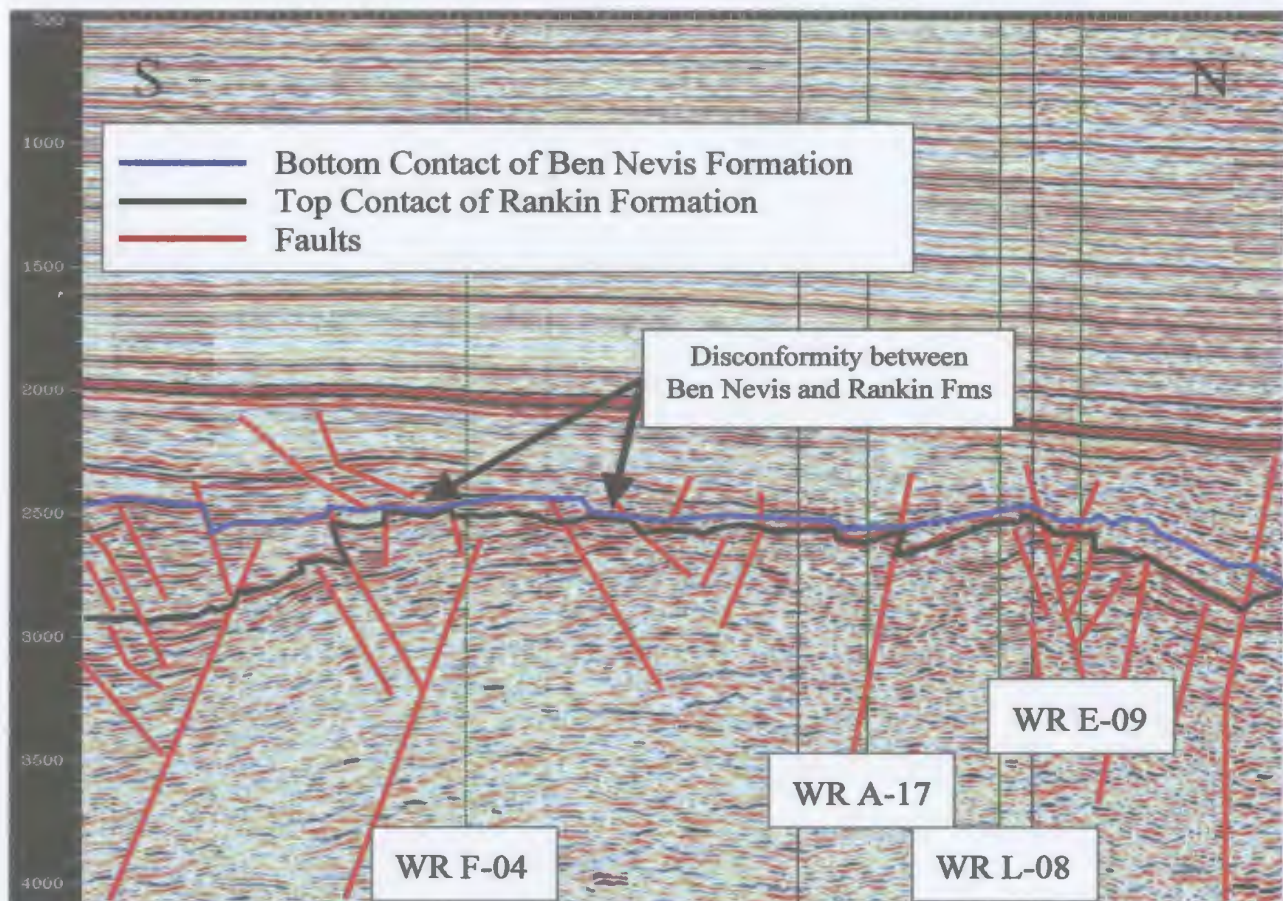 500
S
N
1000
Bottom Contact of Ben Nevis Formation
Top Contact of Rankin Formation
Faults
1500
Disconformity between
Ben Nevis and Rankin Fms
2000
2500
3000
WR E-09
3500
WR A-17
WR F-04
WR L-08
4000